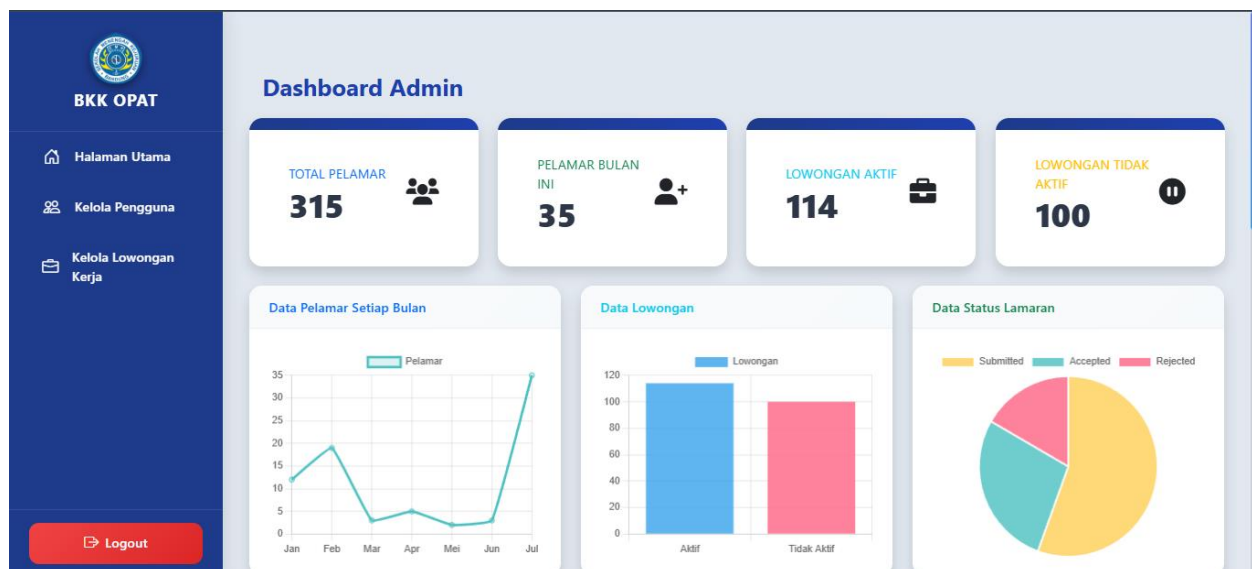 BKK OPAT
Halaman Utama
Kelola Pengguna
Kelola Lowongan
Kerja
Logout
Dashboard Admin
TOTAL PELAMAR
315
PELAMAR BULAN
INI
35
LOWONGAN AKTIF
114
LOWONGAN TIDAK
AKTIF
100
Data Pelamar Setiap Bulan
Pelamar
35
30
25
20
15
10
5
0
Jan Feb Mar Apr Mei Jun Jul
Data Lowongan
Lowongan
120
100
80
60
40
20
0
Aktif Tidak Aktif
Data Status Lamaran
Submitted Accepted Rejected